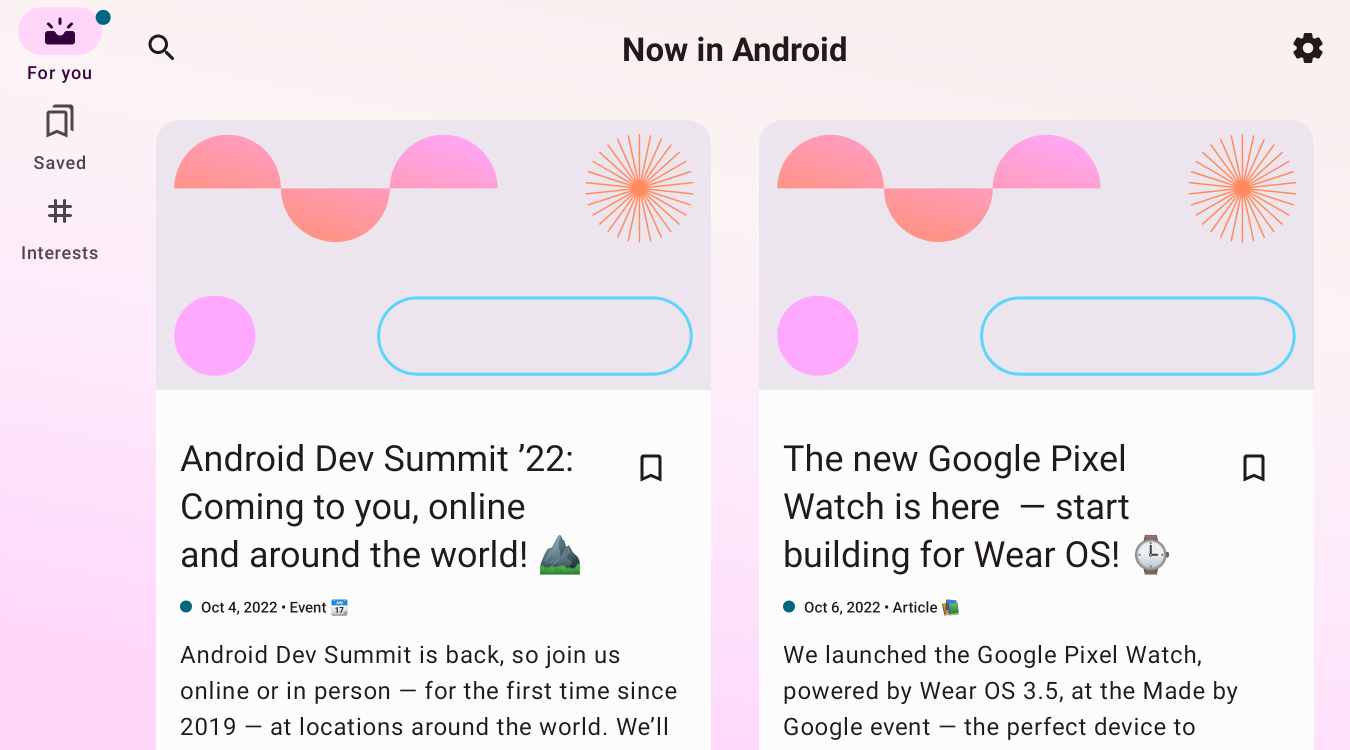 For you
Saved
Interests
Now in Android
Android Dev Summit ’22:
Coming to you, online
and around the world! ⛰️
Oct 4, 2022 • Event 📆
Android Dev Summit is back, so join us
online or in person — for the first time since
2019 — at locations around the world. We’ll
The new Google Pixel
Watch is here  — start
building for Wear OS! ⌚
Oct 6, 2022 • Article 📚
We launched the Google Pixel Watch,
powered by Wear OS 3.5, at the Made by
Google event — the perfect device to